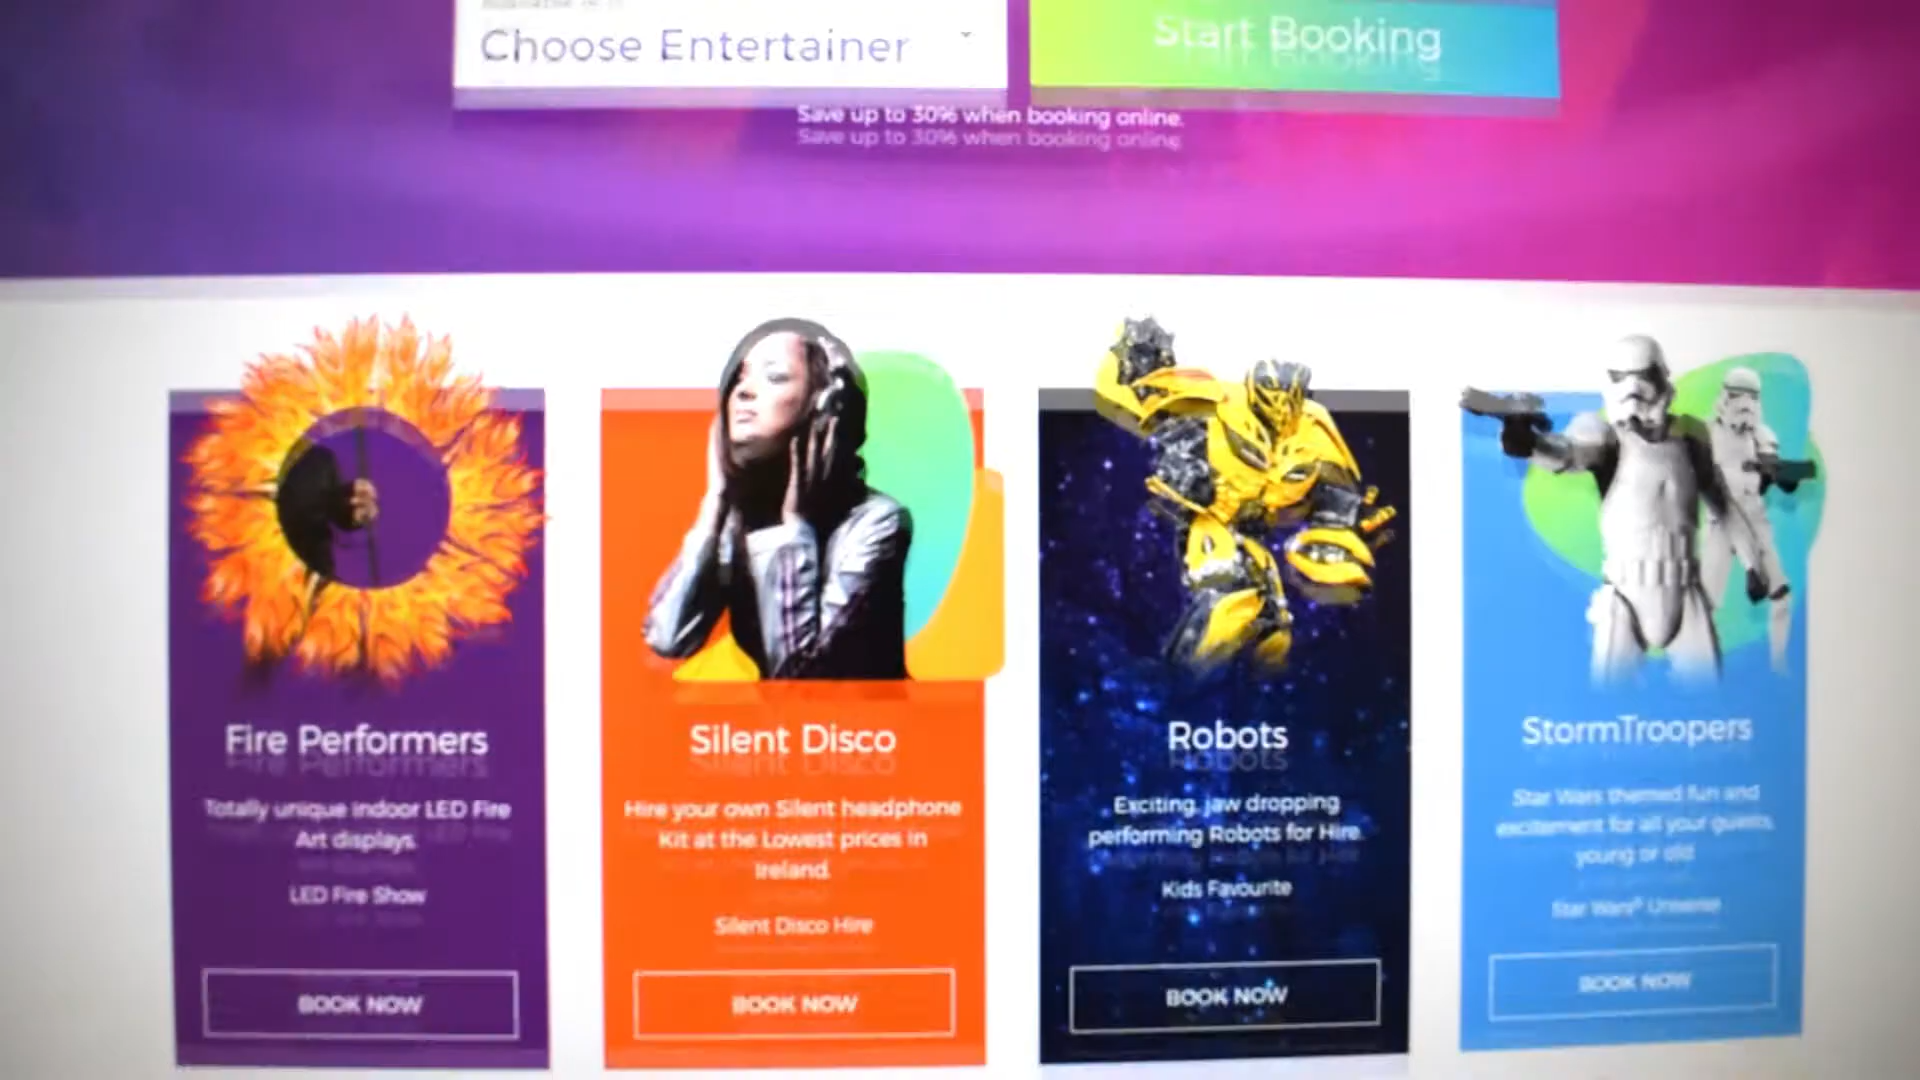 Choose Entertainer
Start Booking
Save up to 30% when booking online.
Fire Performers
Totally unique indoor LED Fire
Art displays.
LED Fire Show
BOOK NOW
Silent Disco
Hire your own Silent headphone
Kit at the Lowest prices in
Ireland.
Silent Disco Hire
BOOK NOW
Robots
Exciting, jaw dropping
performing Robots for Hire.
Kids Favourite
BOOK NOW
StormTroopers
Star Wars themed fun and
excitement for all your guests,
young or old
Star Wars® Universe
BOOK NOW